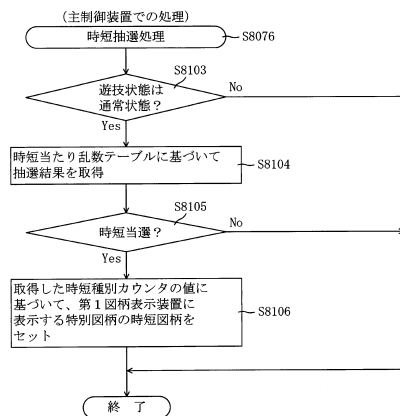 (主制御装置での処理)
時短抽選処理
S8076
S8103
遊技状態は
通常状態?
No
Yes
時短当たり乱数テーブルに基づいて
抽選結果を取得
S8104
S8105
時短当選?
No
Yes
取得した時短種別カウンタの値に
基づいて、第1図柄表示装置に
表示する特別図柄の時短図柄を
セット
S8106
終 了